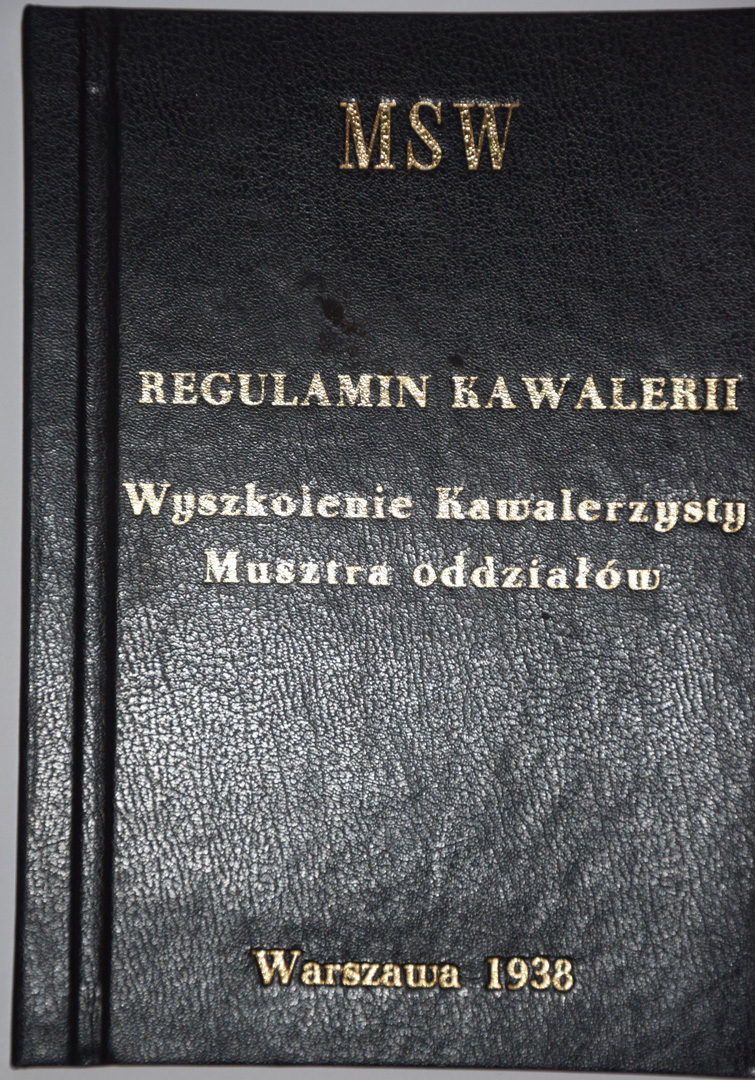 MSW
REGULAMIN KAWALERII
Wyszkolenie Kawalerzysty
Musztra oddziałów
Warszawa 1938